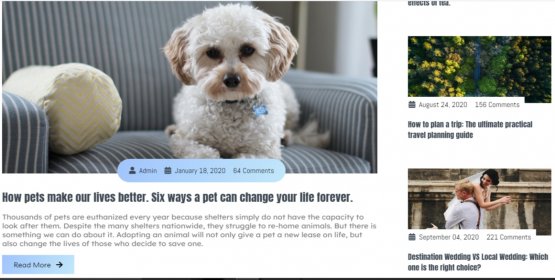 Admin January 18, 2020 64 Comments
How pets make our lives better. Six ways a pet can change your life forever.
Thousands of pets are euthanized every year because shelters simply do not have the capacity to
look after them. Despite the many shelters nationwide, they struggle to re-home animals. But there is
something we can do about it. Adopting an animal will not only give a pet a new lease on life, but
also change the lives of those who decide to save one.
Read More
effects of tea.
August 24, 2020 156 Comments
How to plan a trip: The ultimate practical
travel planning guide
September 04, 2020 221 Comments
Destination Wedding VS Local Wedding: Which
one is the right choice?